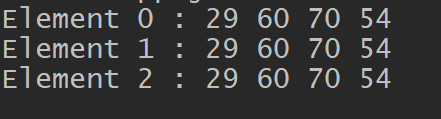 Element 0 : 29 60 70 54
Element 1 : 29 60 70 54
Element 2 : 29 60 70 54